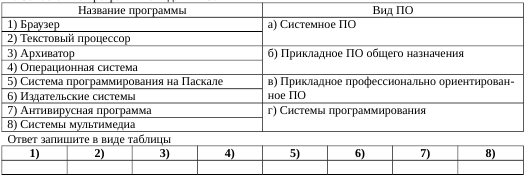 Название программы
Вид ПО
1) Браузер
а) Системное ПО
2) Текстовый процессор
3) Архиватор
б) Прикладное ПО общего назначения
4) Операционная система
5) Система программирования на Паскале
в) Прикладное профессионально ориентирован-
ное ПО
6) Издательские системы
7) Антивирусная программа
г) Системы программирования
8) Системы мультимедиа
Ответ запишите в виде таблицы
1) 2) 3) 4) 5) 6) 7) 8)